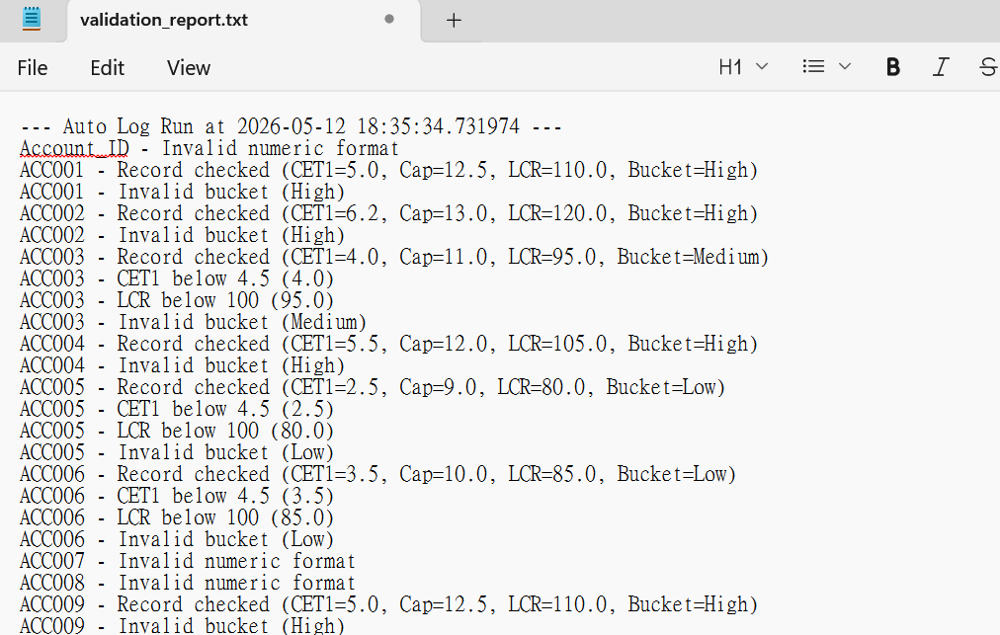 validation_report.txt
File Edit View H1 B I S
--- Auto Log Run at 2026-05-12 18:35:34.731974 ---
Account_ID - Invalid numeric format
ACC001 - Record checked (CET1=5.0, Cap=12.5, LCR=110.0, Bucket=High)
ACC001 - Invalid bucket (High)
ACC002 - Record checked (CET1=6.2, Cap=13.0, LCR=120.0, Bucket=High)
ACC002 - Invalid bucket (High)
ACC003 - Record checked (CET1=4.0, Cap=11.0, LCR=95.0, Bucket=Medium)
ACC003 - CET1 below 4.5 (4.0)
ACC003 - LCR below 100 (95.0)
ACC003 - Invalid bucket (Medium)
ACC004 - Record checked (CET1=5.5, Cap=12.0, LCR=105.0, Bucket=High)
ACC004 - Invalid bucket (High)
ACC005 - Record checked (CET1=2.5, Cap=9.0, LCR=80.0, Bucket=Low)
ACC005 - CET1 below 4.5 (2.5)
ACC005 - LCR below 100 (80.0)
ACC005 - Invalid bucket (Low)
ACC006 - Record checked (CET1=3.5, Cap=10.0, LCR=85.0, Bucket=Low)
ACC006 - CET1 below 4.5 (3.5)
ACC006 - LCR below 100 (85.0)
ACC006 - Invalid bucket (Low)
ACC007 - Invalid numeric format
ACC008 - Invalid numeric format
ACC009 - Record checked (CET1=5.0, Cap=12.5, LCR=110.0, Bucket=High)
ACC009 - Invalid bucket (High)